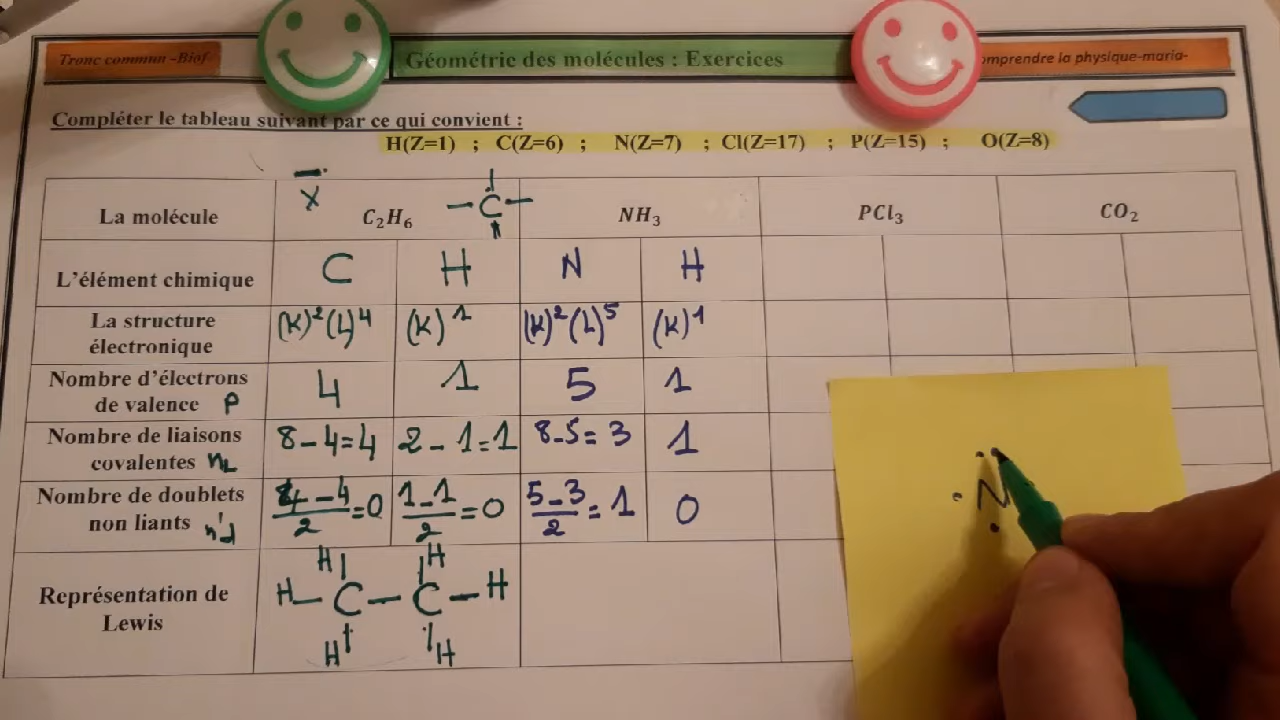 Tronc commun -Biof-
Géométrie des molécules : Exercices
omprendre la physique-maria-
Compléter le tableau suivant par ce qui convient :
H(Z=1) ; C(Z=6) ; N(Z=7) ; Cl(Z=17) ; P(Z=15) ; O(Z=8)
X
La molécule C₂H₆ –C– NH₃ PCl₃ CO₂
L'élément chimique C H N H
La structure
électronique (K)²(L)⁴ (K)¹ (K)²(L)⁵ (K)¹
Nombre d'électrons
de valence P 4 1 5 1
Nombre de liaisons
covalentes nL 8-4=4 2-1=1 8-5=3 1
Nombre de doublets
non liants n'd 4-4/2=0 1-1/2=0 5-3/2=1 0
H H
Représentation de
Lewis H–C–C–H
H H
N